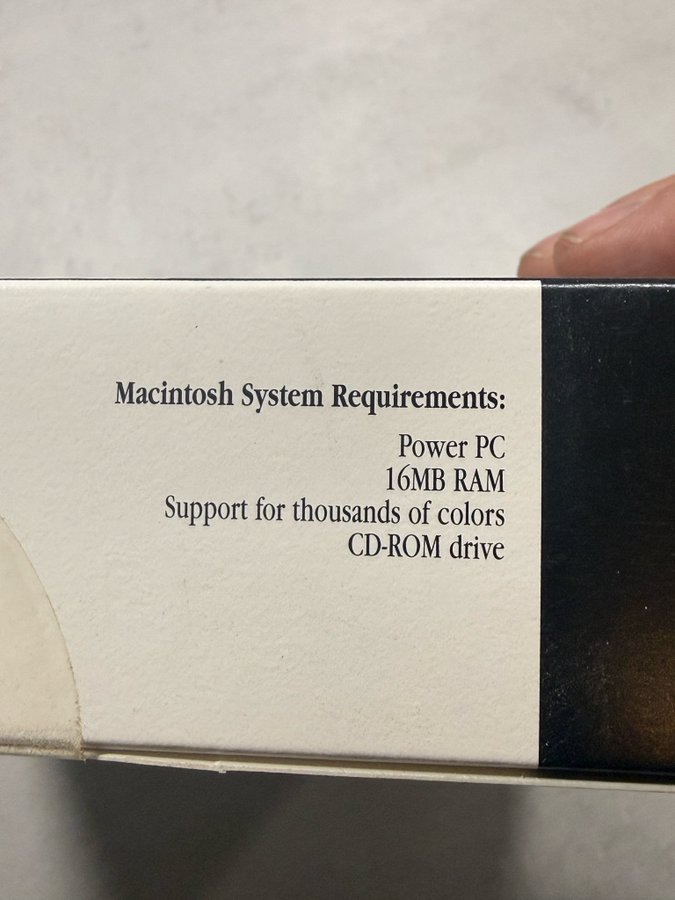 Macintosh System Requirements:
Power PC
16MB RAM
Support for thousands of colors
CD-ROM drive